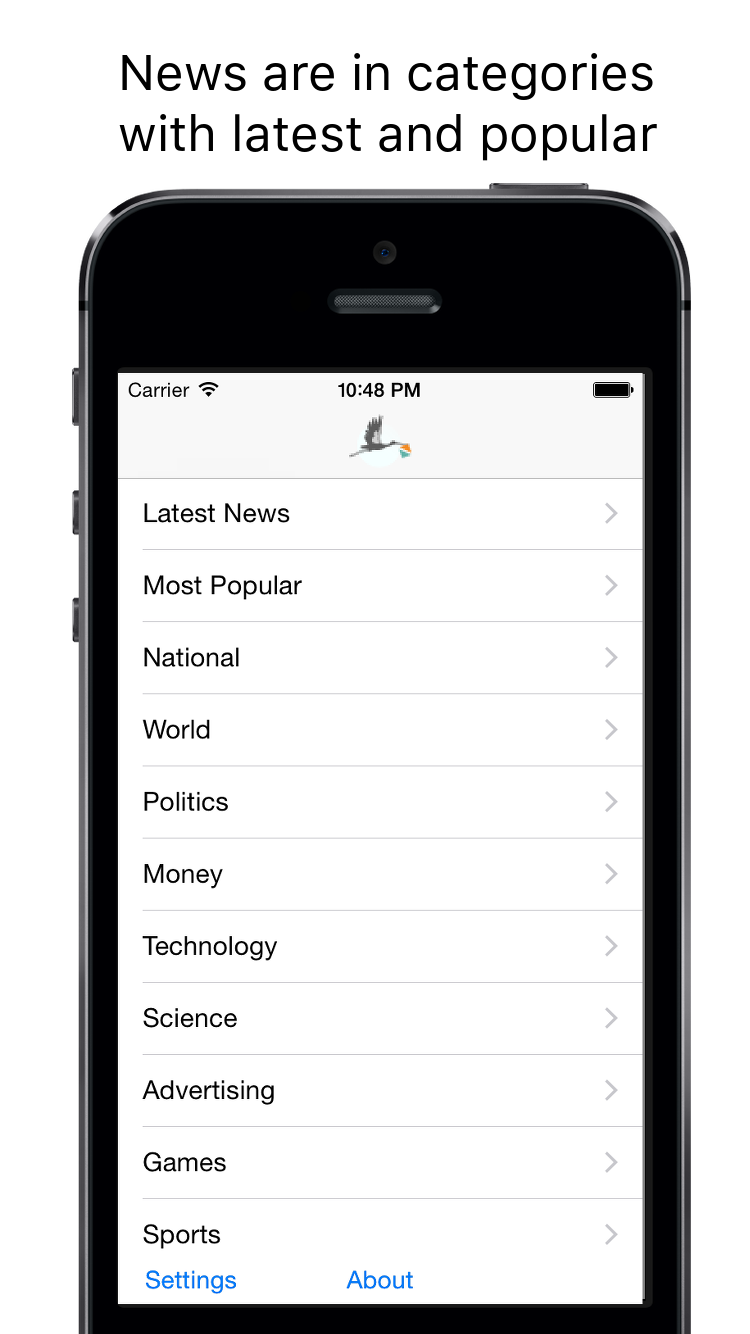 News are in categories
with latest and popular
Carrier 10:48 PM
Latest News
Most Popular
National
World
Politics
Money
Technology
Science
Advertising
Games
Sports
Settings About